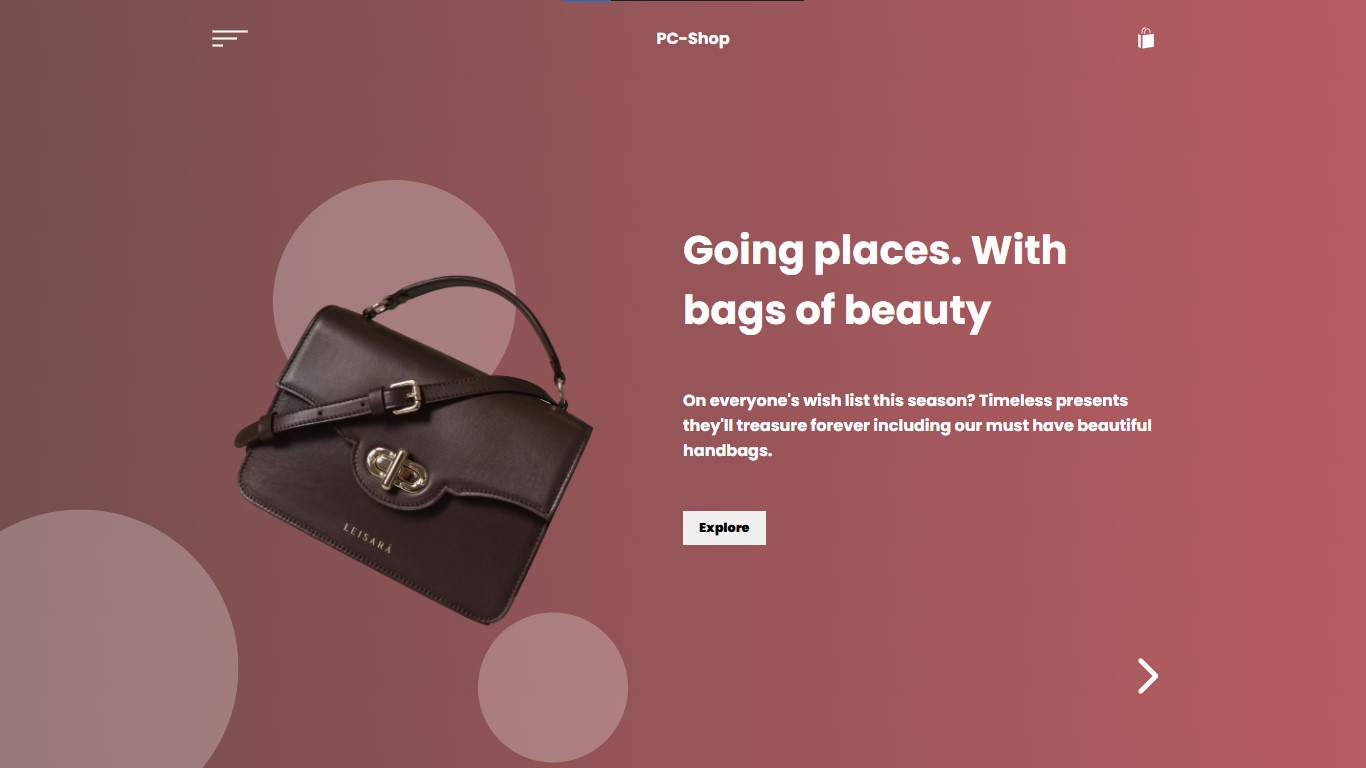 PC-Shop
Going places. With
bags of beauty
On everyone's wish list this season? Timeless presents
they'll treasure forever including our must have beautiful
handbags.
Explore
LEISARÁ